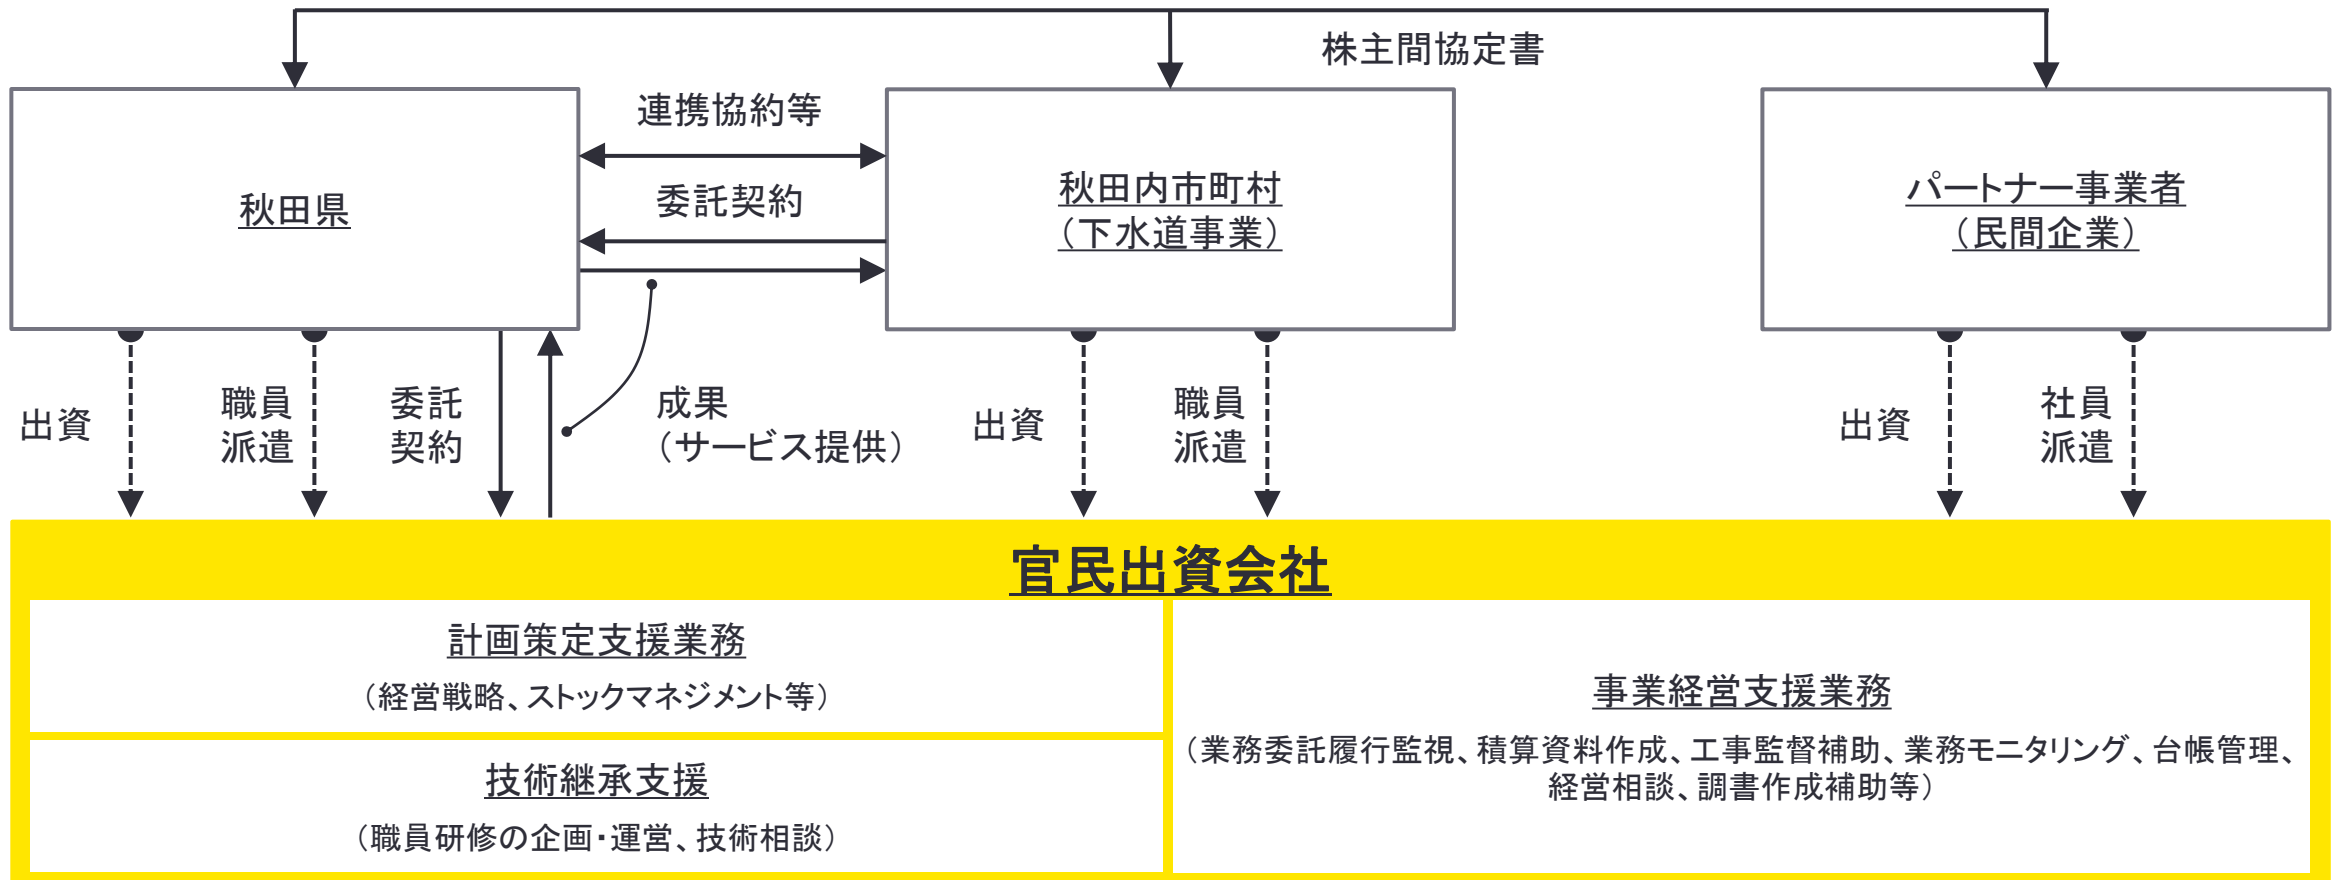 株主間協定書
連携協約等
委託契約
秋田県
秋田内市町村
（下水道事業）
パートナー事業者
（民間企業）
出資
職員
派遣
委託
契約
成果
（サービス提供）
出資
職員
派遣
出資
社員
派遣
官民出資会社
計画策定支援業務
（経営戦略、ストックマネジメント等）
技術継承支援
（職員研修の企画・運営、技術相談）
事業経営支援業務
（業務委託履行監視、積算資料作成、工事監督補助、業務モニタリング、台帳管理、
経営相談、調書作成補助等）